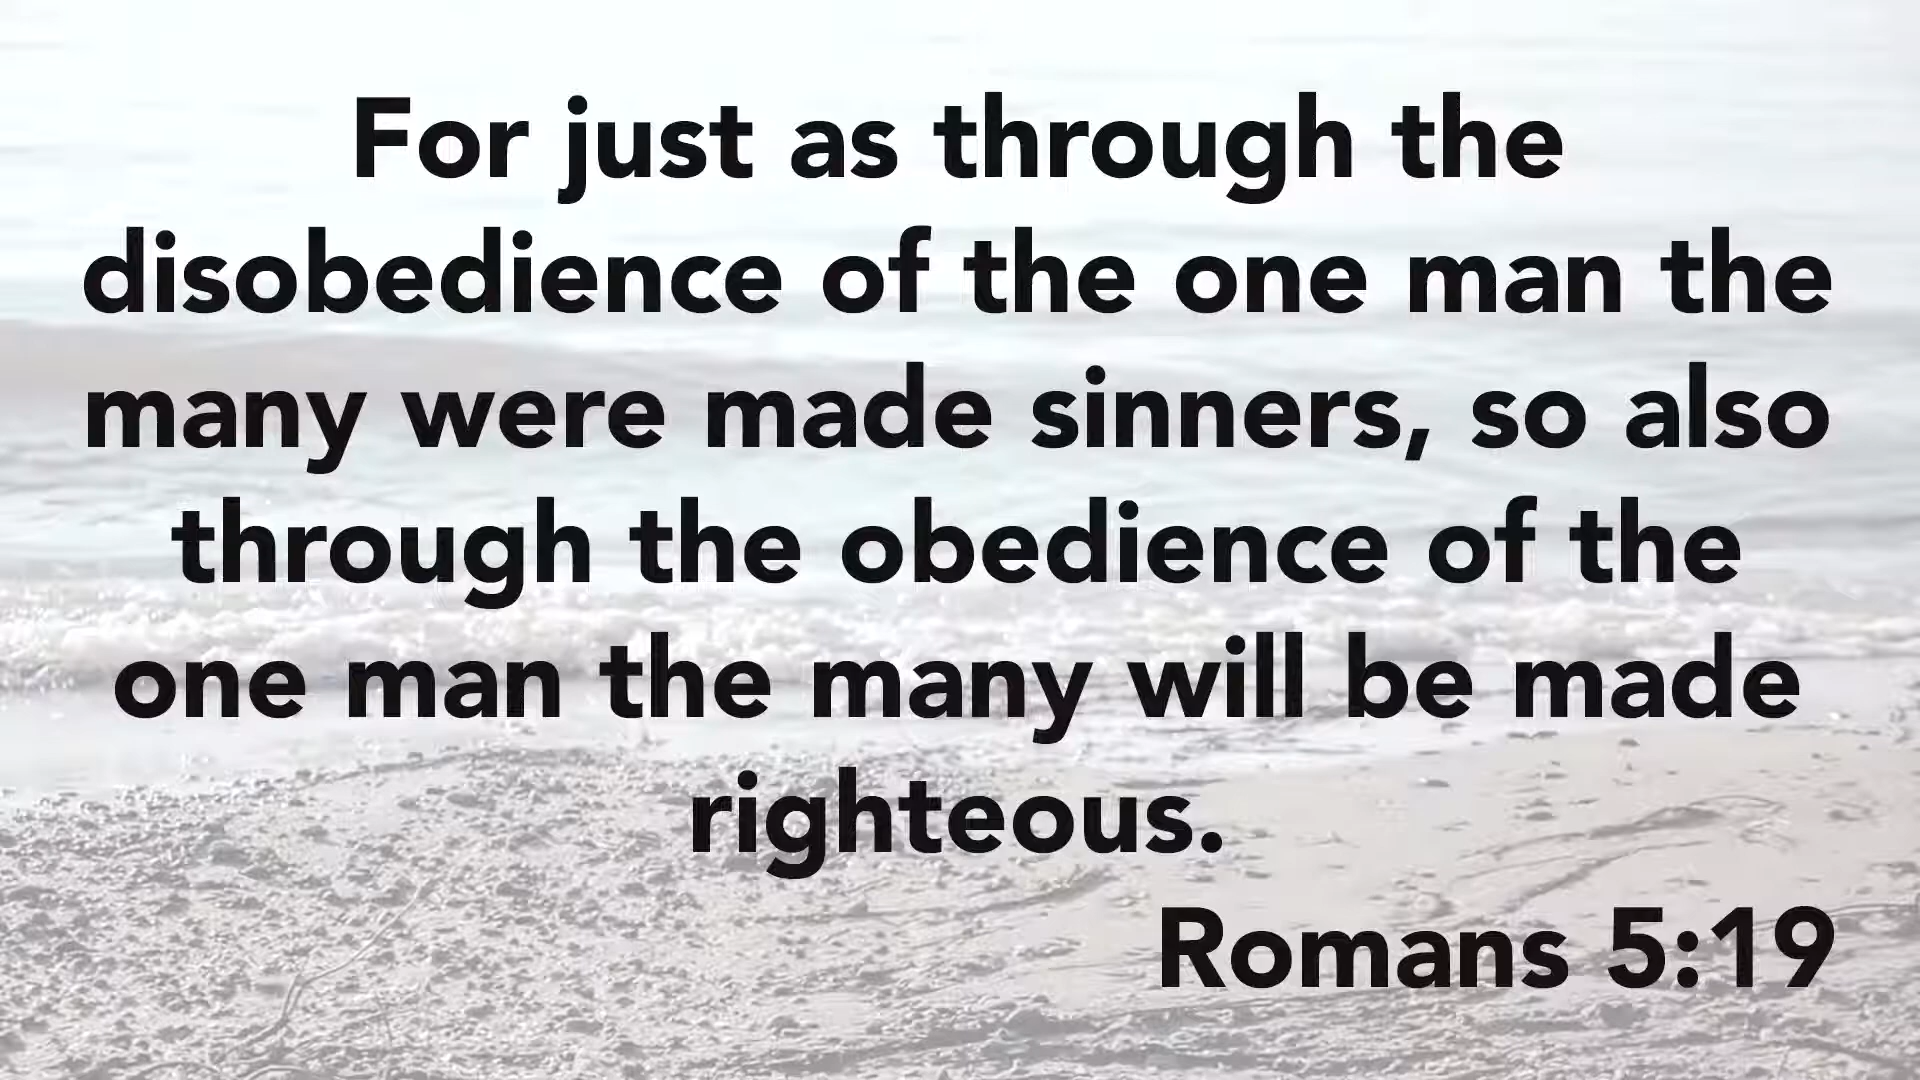 For just as through the
disobedience of the one man the
many were made sinners, so also
through the obedience of the
one man the many will be made
righteous.
Romans 5:19